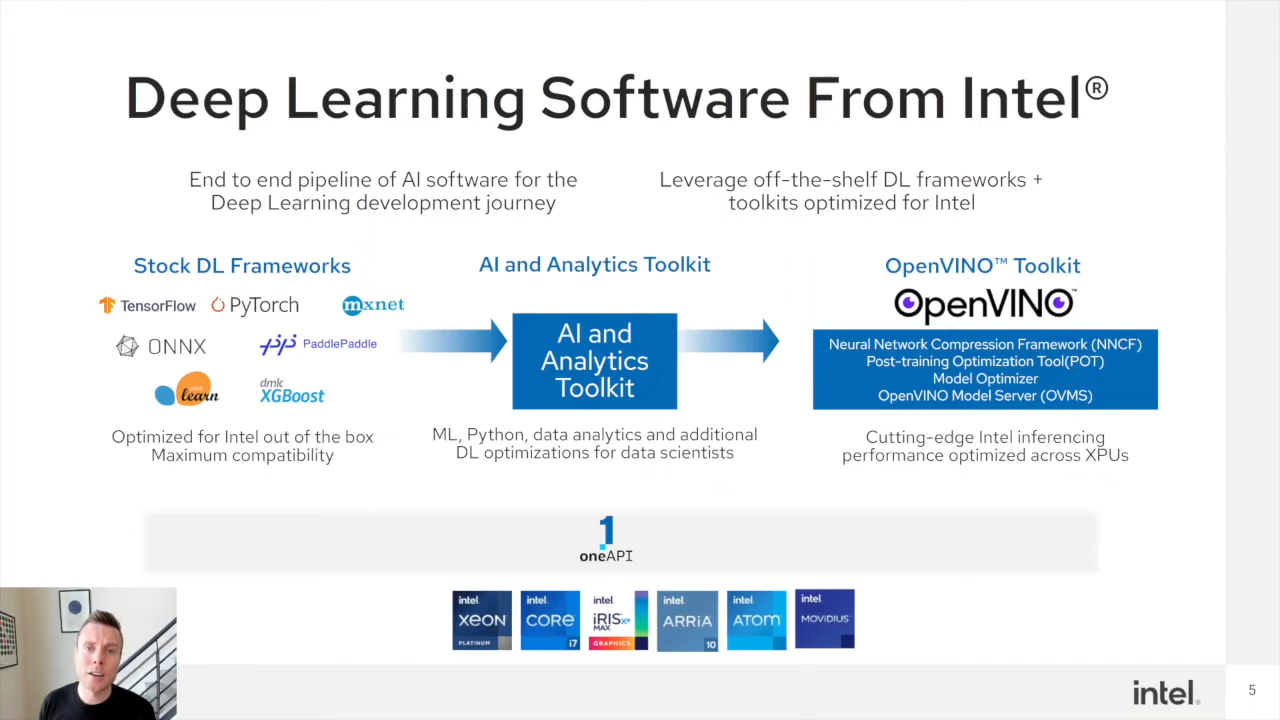 Deep Learning Software From Intel®
End to end pipeline of AI software for the
Deep Learning development journey
Leverage off-the-shelf DL frameworks +
toolkits optimized for Intel
Stock DL Frameworks
TensorFlow
PyTorch
mxnet
ONNX
PaddlePaddle
learn
dmlc
XGBoost
Optimized for Intel out of the box
Maximum compatibility
AI and Analytics Toolkit
AI and
Analytics
Toolkit
ML, Python, data analytics and additional
DL optimizations for data scientists
OpenVINO™ Toolkit
OpenVINO™
Neural Network Compression Framework (NNCF)
Post-training Optimization Tool(POT)
Model Optimizer
OpenVINO Model Server (OVMS)
Cutting-edge Intel inferencing
performance optimized across XPUs
1
oneAPI
intel.
XEON
PLATINUM
intel.
CORE
i7
intel.
iRIS Xe
MAX
GRAPHICS
intel.
ARRiA
10
intel.
ATOM
intel.
MOViDiUS
intel.
5